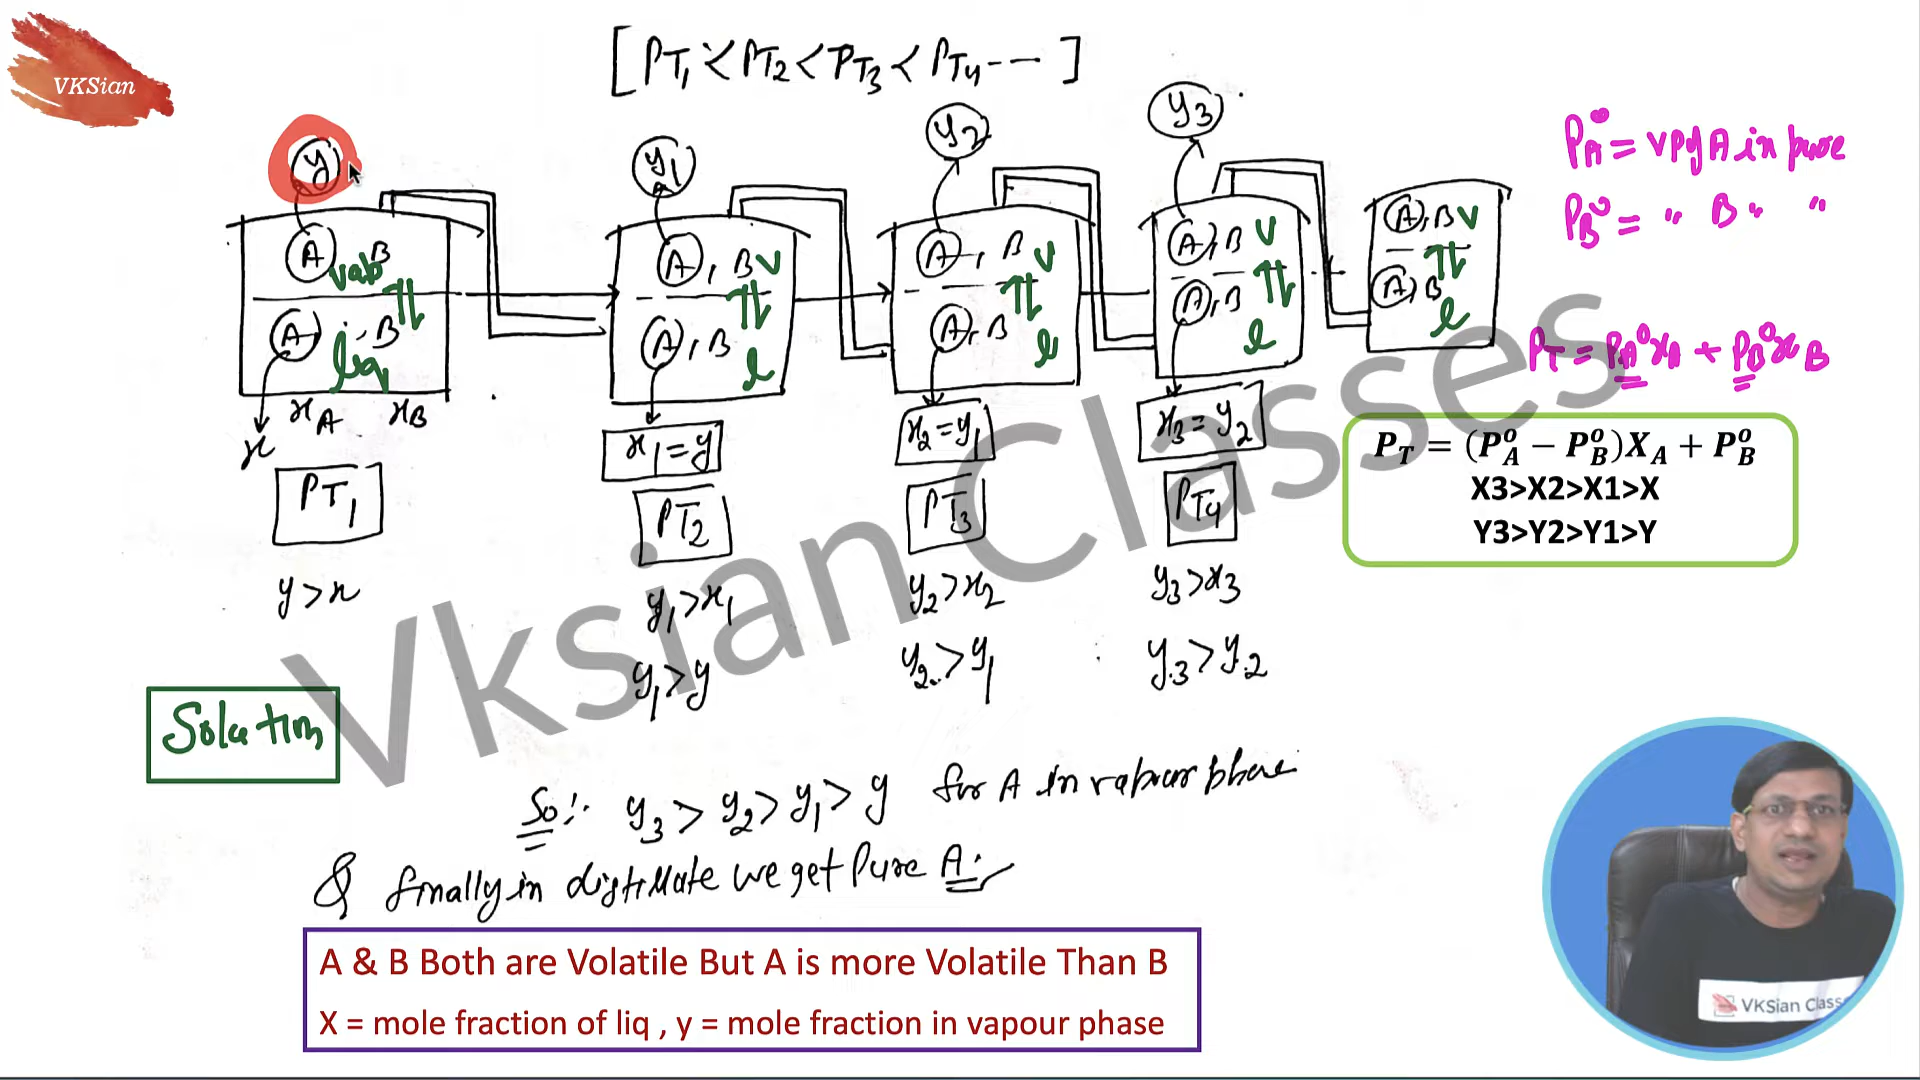 VKSian
[PT1 < PT2 < PT3 < PT4 --- ]
y
y1
y2
y3
PA° = VP of A in pure
PB° = " B " "
A B
vap
A, B
liq
xA xB
x
PT1
y > x
A, B V
A, B l
x1 = y
PT2
y1 > x1
y1 > y
A, B V
A, B l
x2 = y1
PT3
y2 > x2
y2 > y1
A, B V
A, B l
x3 = y2
PT4
y3 > x3
y3 > y2
A, B V
A, B
l
PT = PA°xA + PB°xB
PT = (PAo − PBo)XA + PBo
X3>X2>X1>X
Y3>Y2>Y1>Y
Vksian Classes
Solution
So:- y3 > y2 > y1 > y for A in vapour phase
& finally in distillate we get Pure A.
A & B Both are Volatile But A is more Volatile Than B
X = mole fraction of liq , y = mole fraction in vapour phase
VKSian Classe